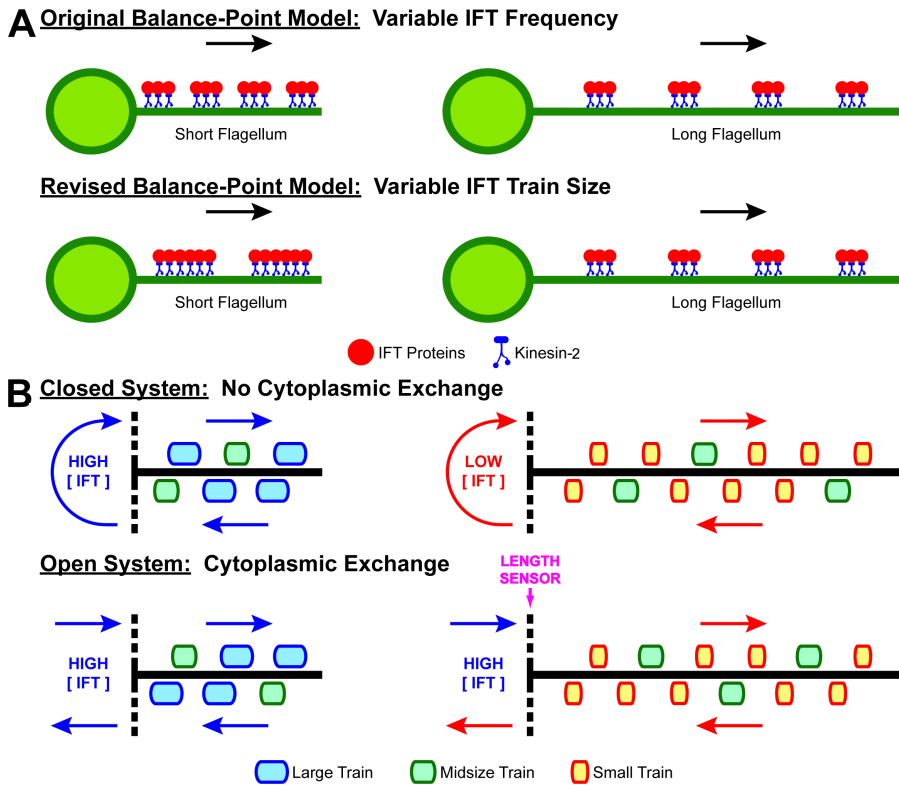 A
Original Balance-Point Model: Variable IFT Frequency
Short Flagellum
Long Flagellum
Revised Balance-Point Model: Variable IFT Train Size
Short Flagellum
Long Flagellum
IFT Proteins
Kinesin-2
B
Closed System: No Cytoplasmic Exchange
HIGH
[ IFT ]
LOW
[ IFT ]
Open System: Cytoplasmic Exchange
LENGTH
SENSOR
HIGH
[ IFT ]
HIGH
[ IFT ]
Large Train
Midsize Train
Small Train